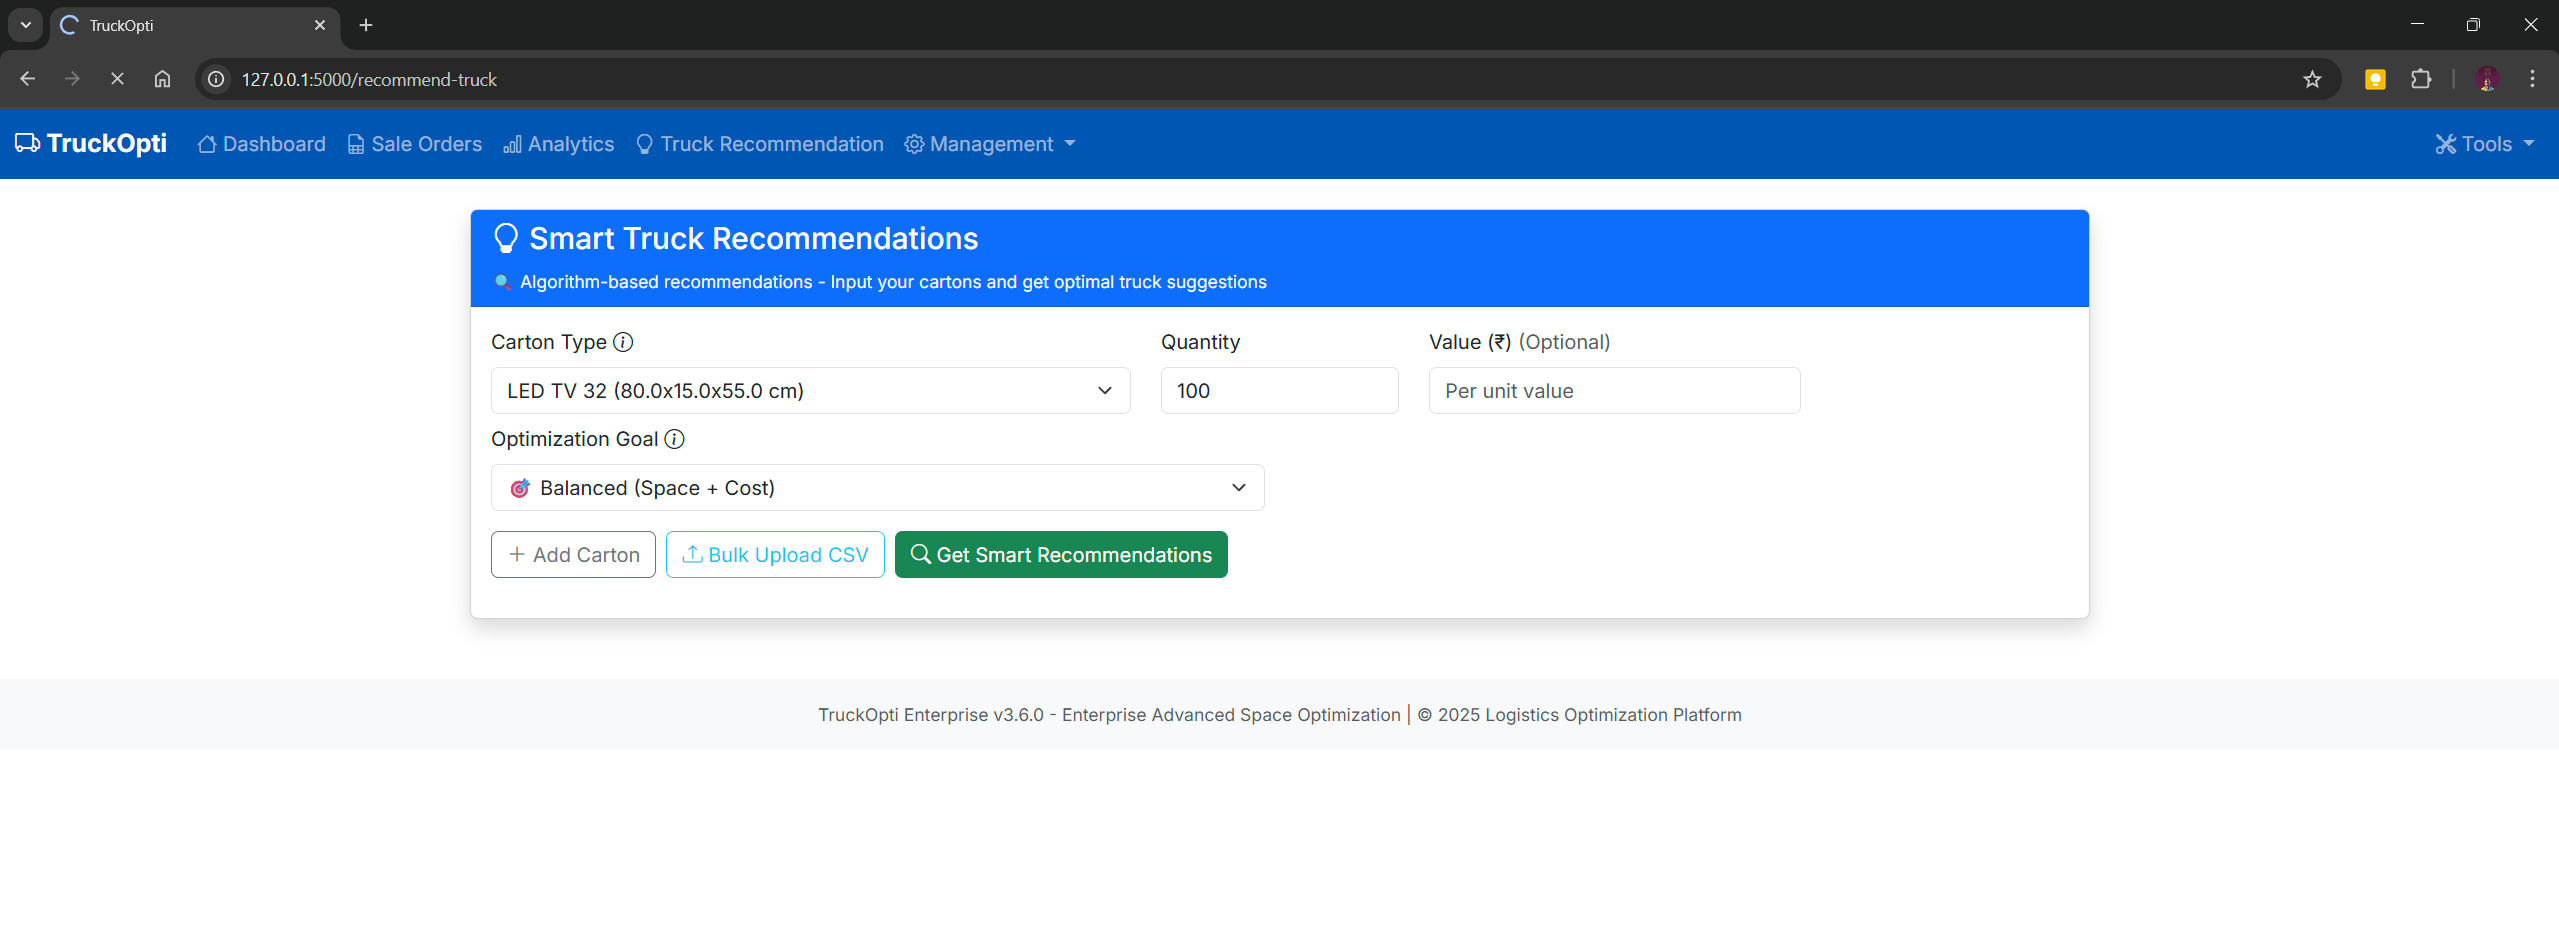 TruckOpti
127.0.0.1:5000/recommend-truck
TruckOpti Dashboard Sale Orders Analytics Truck Recommendation Management Tools
Smart Truck Recommendations
Algorithm-based recommendations - Input your cartons and get optimal truck suggestions
Carton Type Quantity Value (₹) (Optional)
LED TV 32 (80.0x15.0x55.0 cm) 100 Per unit value
Optimization Goal
Balanced (Space + Cost)
Add Carton Bulk Upload CSV Get Smart Recommendations
TruckOpti Enterprise v3.6.0 - Enterprise Advanced Space Optimization | © 2025 Logistics Optimization Platform